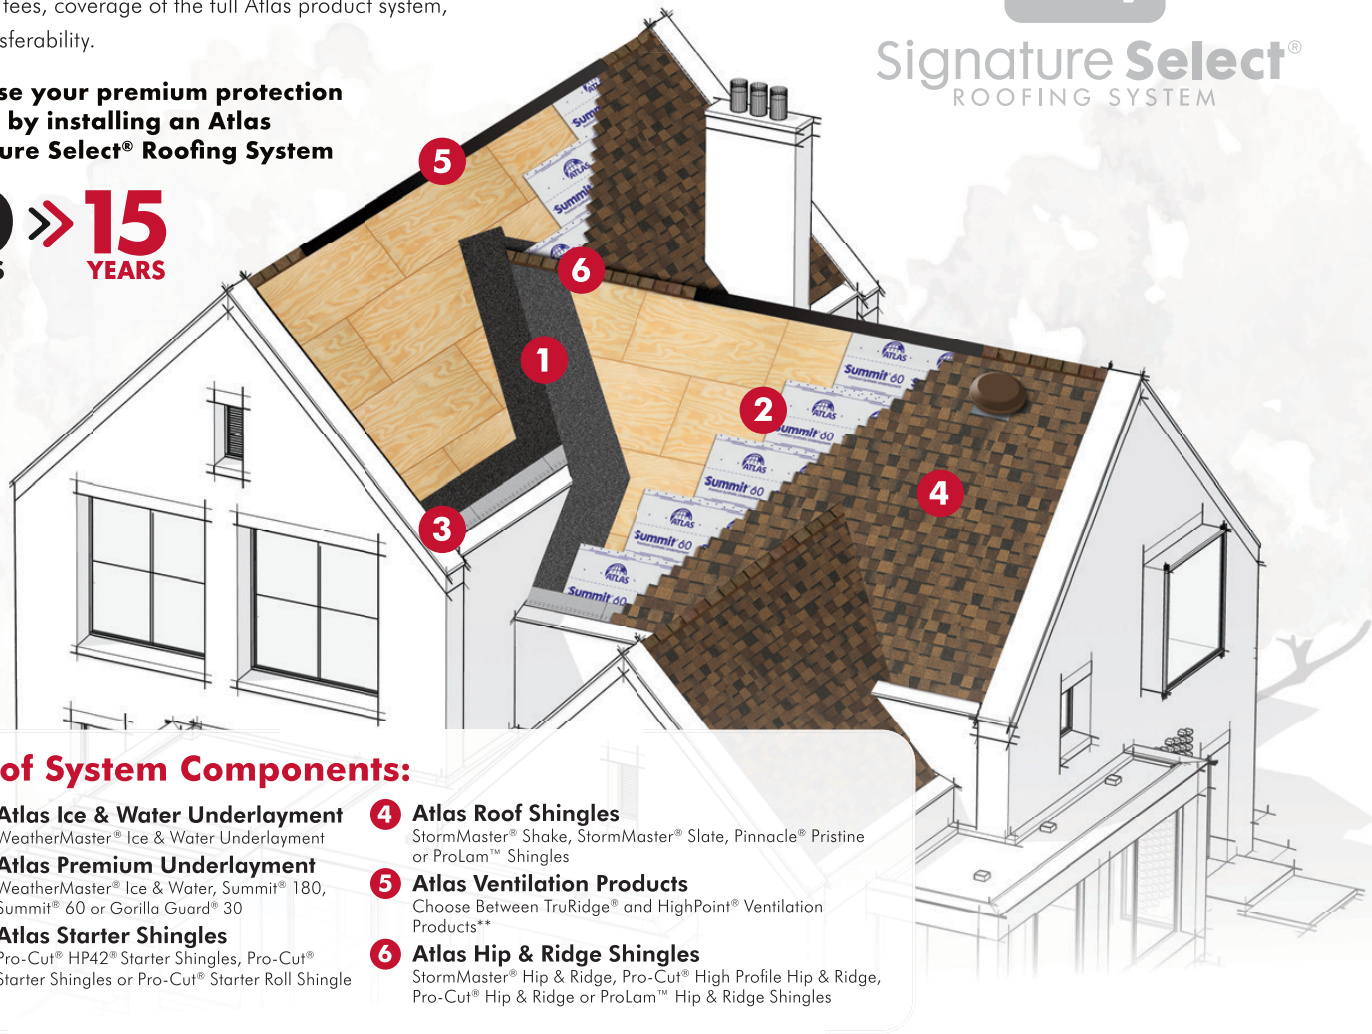 tees, coverage of the full Atlas product system,
sferability.
se your premium protection
by installing an Atlas
ure Select® Roofing System
15
YEARS
S
Signature Select®
ROOFING SYSTEM
5
6
1
2
4
3
ATLAS
Summit® 60
ATLAS
Summit® 60
ATLAS
Summit® 60
ATLAS
Summit® 60
ATLAS
Summit® 60
of System Components:
Atlas Ice & Water Underlayment
WeatherMaster® Ice & Water Underlayment
Atlas Premium Underlayment
WeatherMaster® Ice & Water, Summit® 180,
Summit® 60 or Gorilla Guard® 30
Atlas Starter Shingles
Pro-Cut® HP42® Starter Shingles, Pro-Cut®
Starter Shingles or Pro-Cut® Starter Roll Shingle
4 Atlas Roof Shingles
StormMaster® Shake, StormMaster® Slate, Pinnacle® Pristine
or ProLam™ Shingles
5 Atlas Ventilation Products
Choose Between TruRidge® and HighPoint® Ventilation
Products**
6 Atlas Hip & Ridge Shingles
StormMaster® Hip & Ridge, Pro-Cut® High Profile Hip & Ridge,
Pro-Cut® Hip & Ridge or ProLam™ Hip & Ridge Shingles